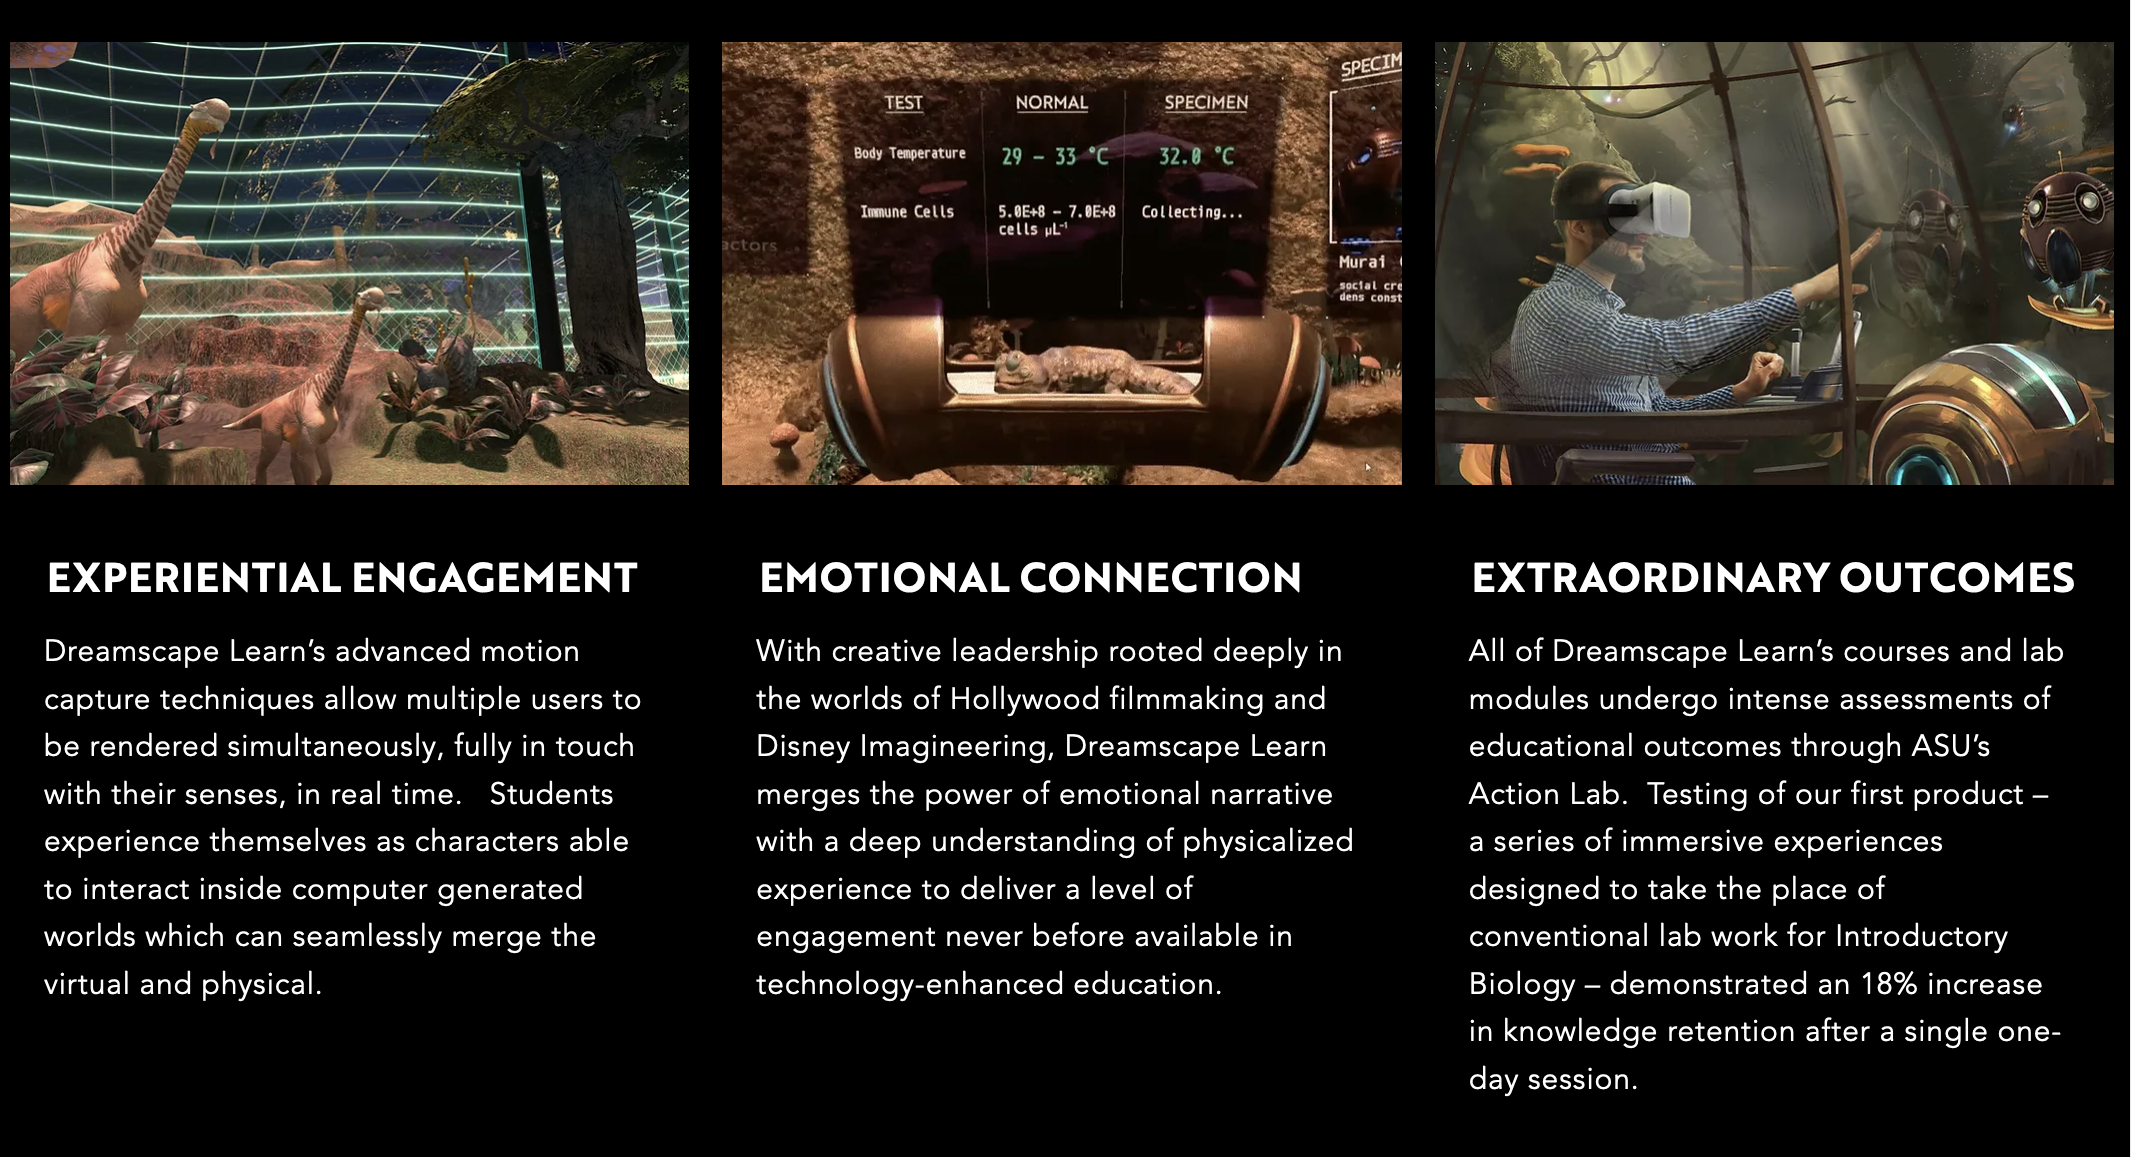 TEST
NORMAL
SPECIMEN
Body Temperature
29 – 33 °C
32.0 °C
Immune Cells
5.0E+8 – 7.0E+8
cells µL⁻¹
Collecting...
actors
SPECIM
Murai
social cre
dens const
EXPERIENTIAL ENGAGEMENT
Dreamscape Learn’s advanced motion
capture techniques allow multiple users to
be rendered simultaneously, fully in touch
with their senses, in real time.   Students
experience themselves as characters able
to interact inside computer generated
worlds which can seamlessly merge the
virtual and physical.
EMOTIONAL CONNECTION
With creative leadership rooted deeply in
the worlds of Hollywood filmmaking and
Disney Imagineering, Dreamscape Learn
merges the power of emotional narrative
with a deep understanding of physicalized
experience to deliver a level of
engagement never before available in
technology-enhanced education.
EXTRAORDINARY OUTCOMES
All of Dreamscape Learn’s courses and lab
modules undergo intense assessments of
educational outcomes through ASU’s
Action Lab.  Testing of our first product –
a series of immersive experiences
designed to take the place of
conventional lab work for Introductory
Biology – demonstrated an 18% increase
in knowledge retention after a single one-
day session.